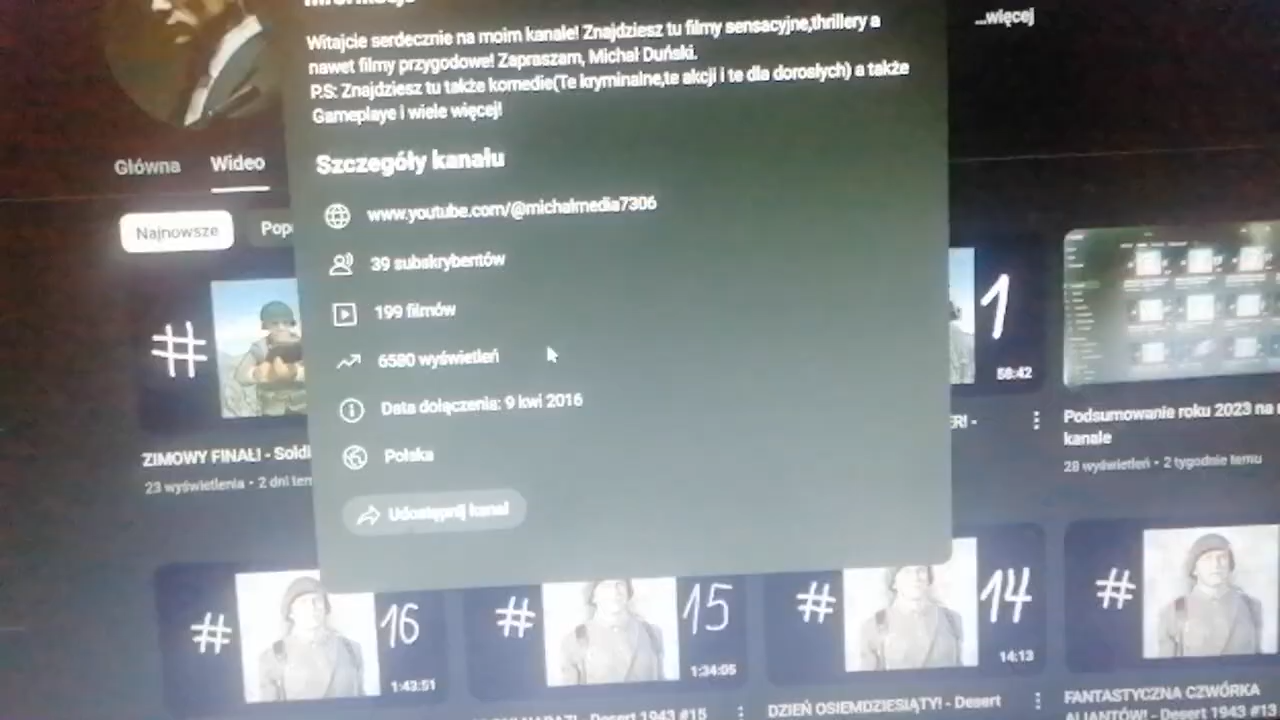 ...więcej
Witajcie serdecznie na moim kanale! Znajdziesz tu filmy sensacyjne,thrillery a
nawet filmy przygodowe! Zapraszam, Michał Duński.
P.S: Znajdziesz tu także komedie(Te kryminalne,te akcji i te dla dorosłych) a także
Gameplaye i wiele więcej!
Główna
Wideo
Szczegóły kanału
www.youtube.com/@michalmedia7306
Najnowsze
39 subskrybentów
199 filmów
6580 wyświetleń
Data dołączenia: 9 kwi 2016
Polska
Udostępnij kanał
#
1
58:42
ZIMOWY FINAŁ! - Soldi
23 wyświetlenia • 2 dni tem
Podsumowanie roku 2023 na
kanale
28 wyświetleń • 2 tygodnie temu
# 16
1:43:51
# 15
1:34:05
# 14
14:13
#
Desert 1943 #15
DZIEŃ OSIEMDZIESIĄTY! - Desert
FANTASTYCZNA CZWÓRKA
ALIANTÓW! - Desert 1943 #13